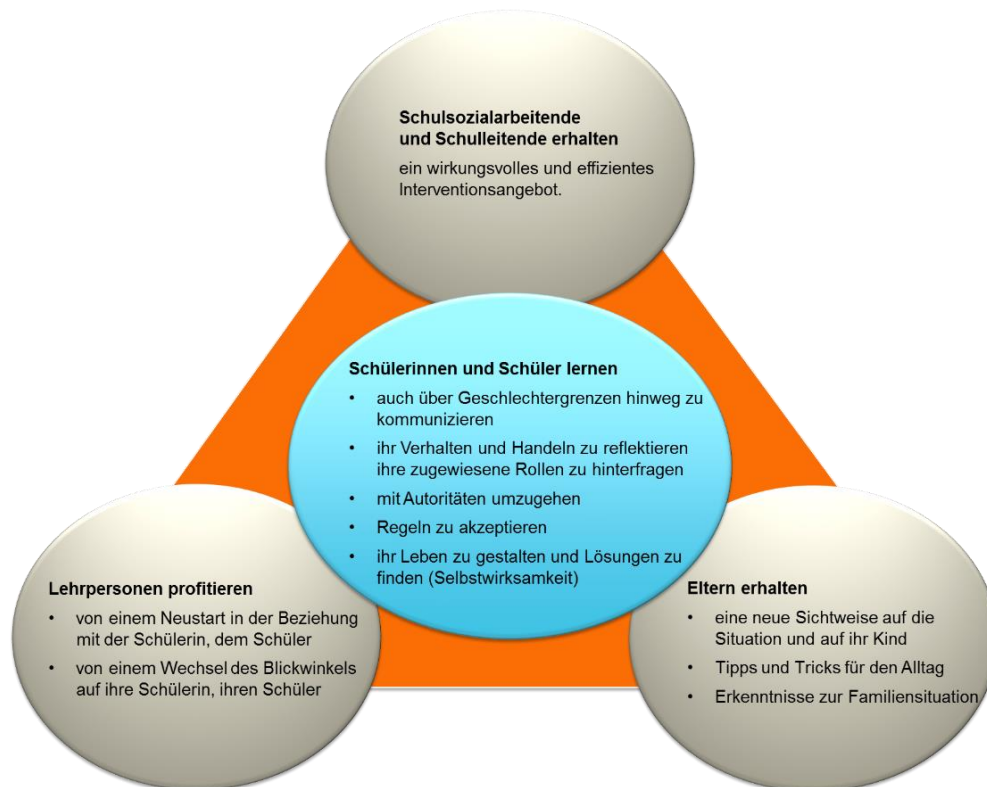 Schulsozialarbeitende
und Schulleitende erhalten
ein wirkungsvolles und effizientes
Interventionsangebot.
Schülerinnen und Schüler lernen
• auch über Geschlechtergrenzen hinweg zu
kommunizieren
• ihr Verhalten und Handeln zu reflektieren
ihre zugewiesene Rollen zu hinterfragen
• mit Autoritäten umzugehen
• Regeln zu akzeptieren
• ihr Leben zu gestalten und Lösungen zu
finden (Selbstwirksamkeit)
Lehrpersonen profitieren
• von einem Neustart in der Beziehung
mit der Schülerin, dem Schüler
• von einem Wechsel des Blickwinkels
auf ihre Schülerin, ihren Schüler
Eltern erhalten
• eine neue Sichtweise auf die
Situation und auf ihr Kind
• Tipps und Tricks für den Alltag
• Erkenntnisse zur Familiensituation